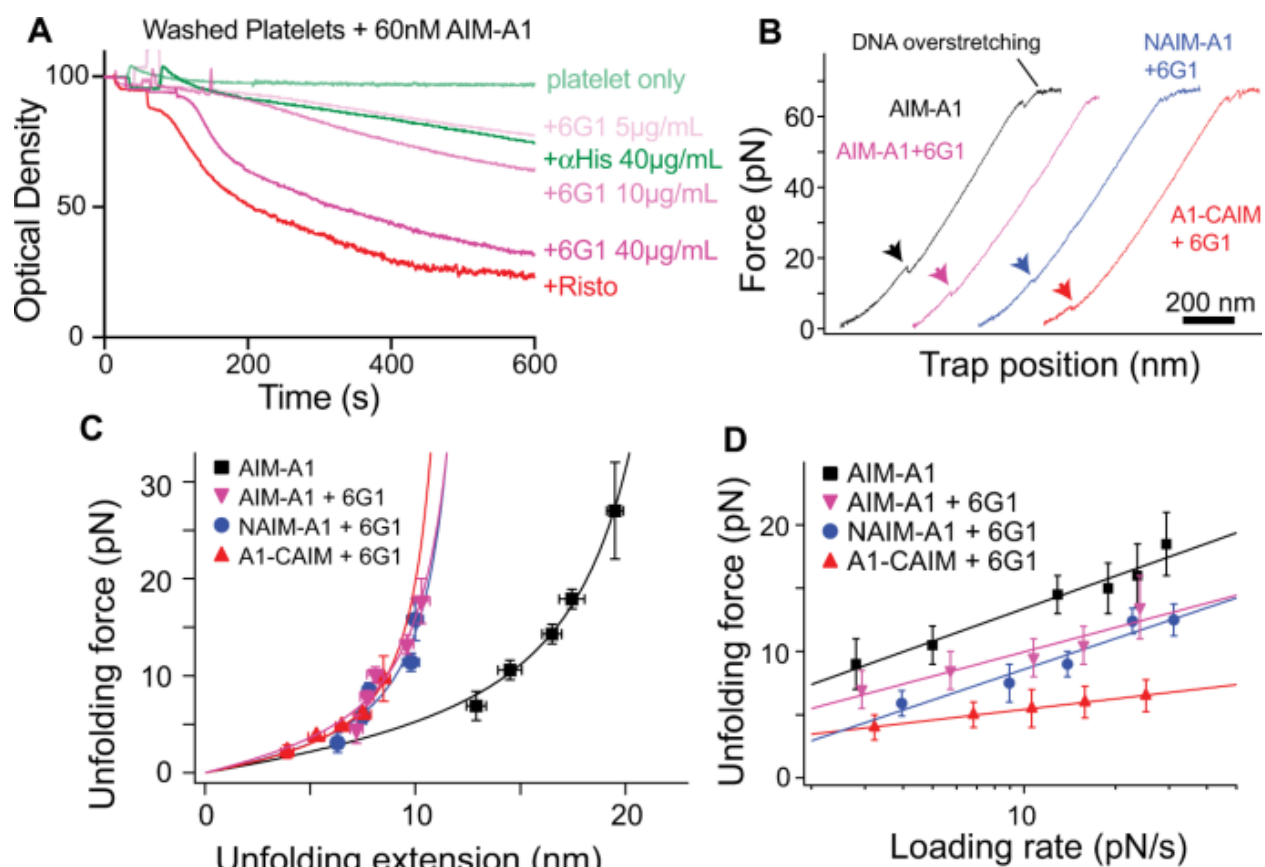 A
Washed Platelets + 60nM AIM-A1
Optical Density
100
50
0
0
200
400
600
Time (s)
platelet only
+6G1 5µg/mL
+αHis 40µg/mL
+6G1 10µg/mL
+6G1 40µg/mL
+Risto
B
DNA overstretching
NAIM-A1
+6G1
AIM-A1
AIM-A1+6G1
A1-CAIM
+ 6G1
200 nm
Force (pN)
60
40
20
0
Trap position (nm)
C
AIM-A1
AIM-A1 + 6G1
NAIM-A1 + 6G1
A1-CAIM + 6G1
Unfolding force (pN)
30
20
10
0
0
10
20
Unfolding extension (nm)
D
AIM-A1
AIM-A1 + 6G1
NAIM-A1 + 6G1
A1-CAIM + 6G1
Unfolding force (pN)
20
10
0
10
Loading rate (pN/s)